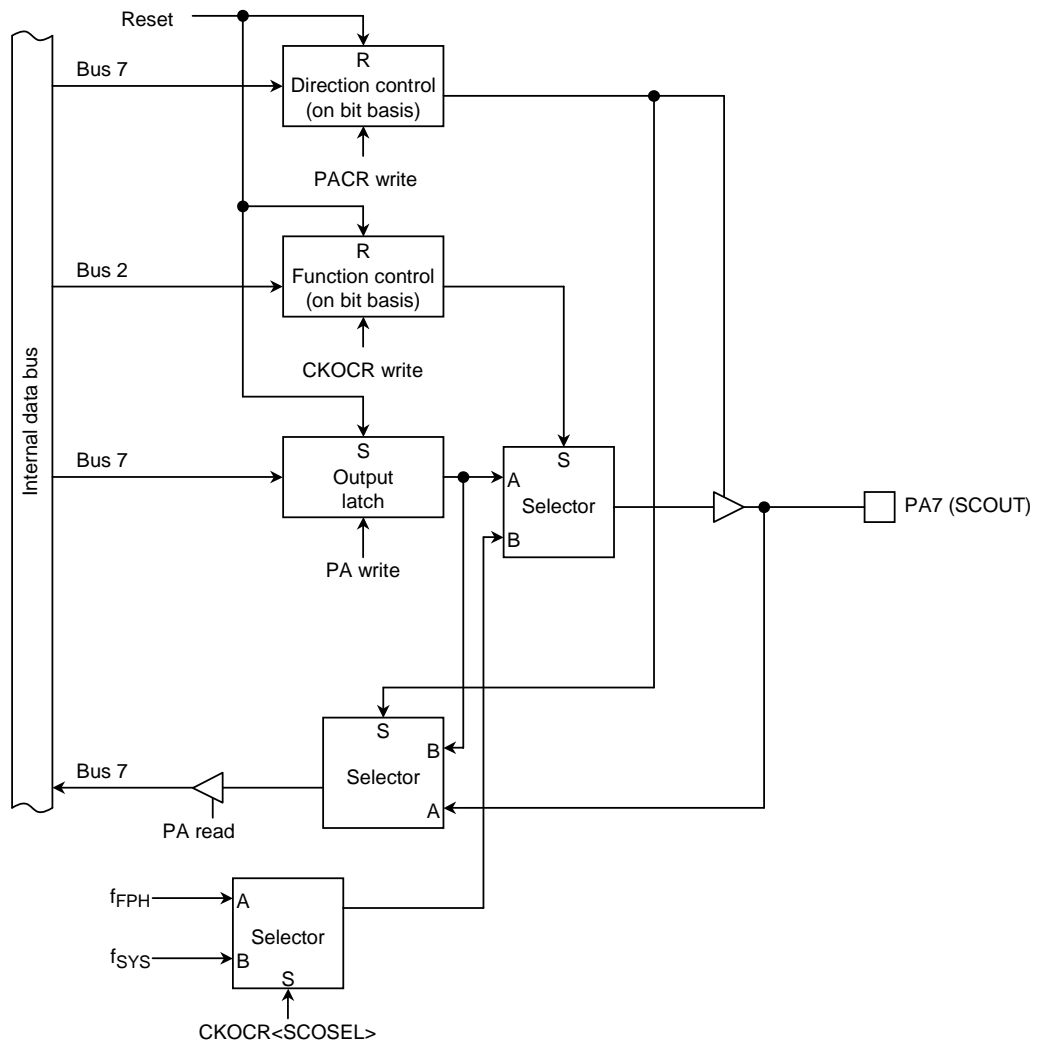 Reset
Bus 7
R
Direction control
(on bit basis)
PACR write
Bus 2
R
Function control
(on bit basis)
CKOCR write
Internal data bus
Bus 7
S
Output
latch
PA write
S
A
Selector
B
PA7 (SCOUT)
S
B
Selector
A
Bus 7
PA read
fFPH
A
Selector
fSYS
B
S
CKOCR<SCOSEL>